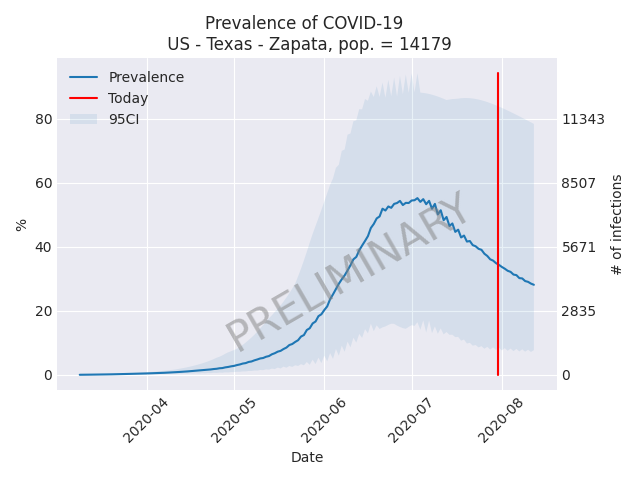 Prevalence of COVID-19
US - Texas - Zapata, pop. = 14179
Prevalence
Today
95CI
PRELIMINARY
%
80
60
40
20
0
11343
8507
5671
2835
0
# of infections
2020-04
2020-05
2020-06
2020-07
2020-08
Date